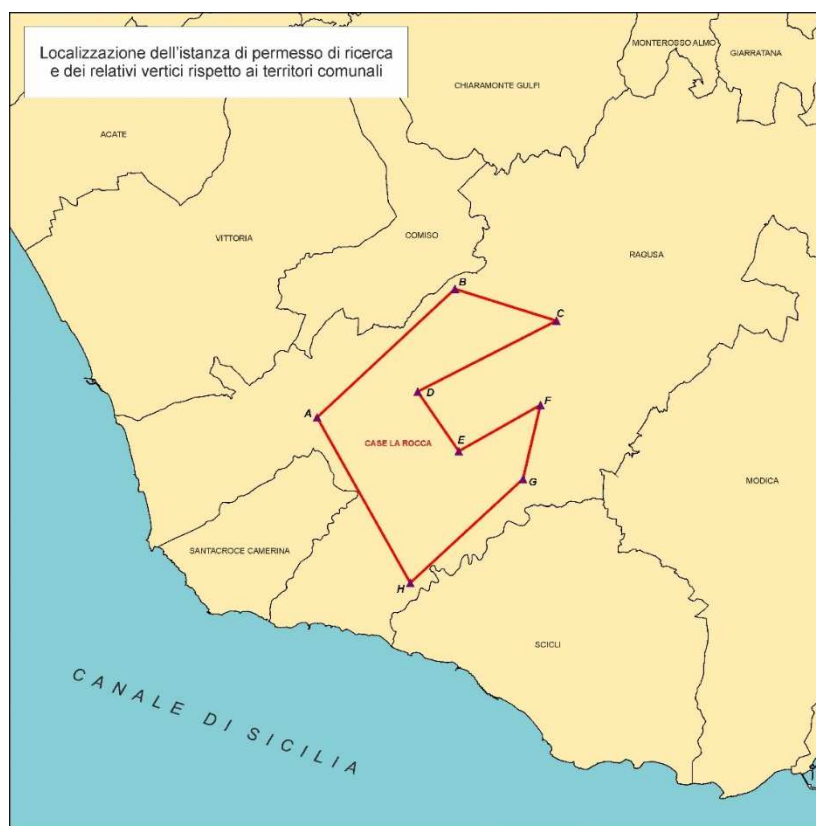 Localizzazione dell'istanza di permesso di ricerca
e dei relativi vertici rispetto ai territori comunali
MONTEROSSO ALMO
GIARRATANA
CHIARAMONTE GULFI
ACATE
VITTORIA
COMISO
RAGUSA
B
C
D
F
A
CASE LA ROCCA
E
G
MODICA
SANTACROCE CAMERINA
H
SCICLI
CANALE DI SICILIA